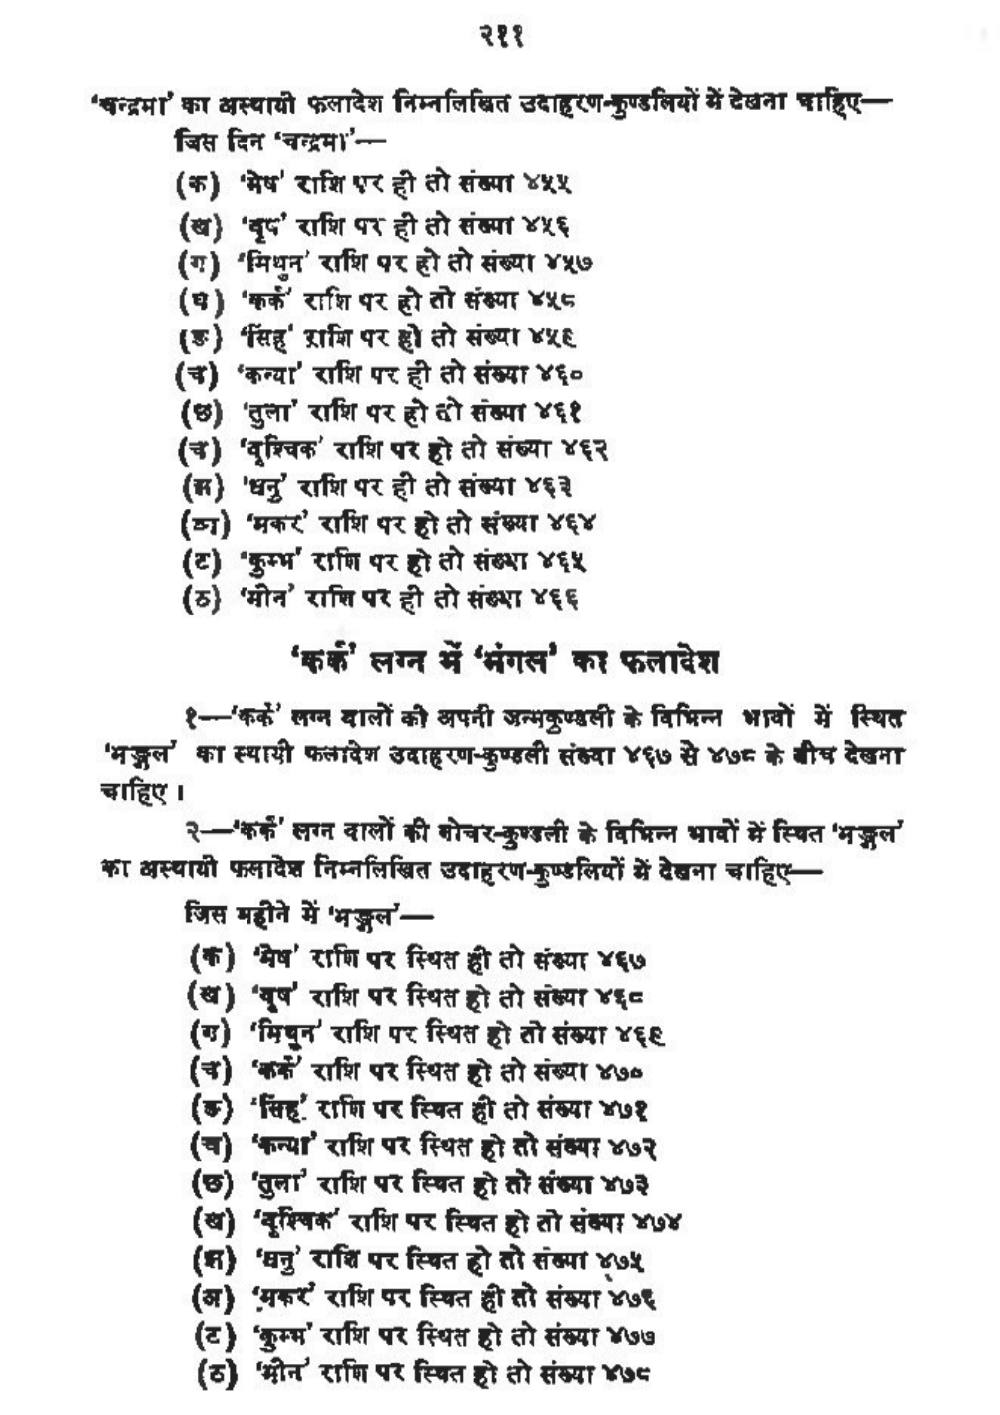 २११
‘चन्द्रमा’ का अस्थायी फलादेश निम्नलिखित उदाहरण-कुण्डलियों में देखना चाहिए—
जिस दिन ‘चन्द्रमा’—
(क) ‘मेष’ राशि पर हो तो संख्या ४५५
(ख) ‘वृष’ राशि पर हो तो संख्या ४५६
(ग) ‘मिथुन’ राशि पर हो तो संख्या ४५७
(घ) ‘कर्क’ राशि पर हो तो संख्या ४५८
(ङ) ‘सिंह’ राशि पर हो तो संख्या ४५९
(च) ‘कन्या’ राशि पर हो तो संख्या ४६०
(छ) ‘तुला’ राशि पर हो तो संख्या ४६१
(ज) ‘वृश्चिक’ राशि पर हो तो संख्या ४६२
(झ) ‘धनु’ राशि पर हो तो संख्या ४६३
(ञ) ‘मकर’ राशि पर हो तो संख्या ४६४
(ट) ‘कुम्भ’ राशि पर हो तो संख्या ४६५
(ठ) ‘मीन’ राशि पर हो तो संख्या ४६६
‘कर्क’ लग्न में ‘मंगल’ का फलादेश
१—‘कर्क’ लग्न वालों को अपनी जन्मकुण्डली के विभिन्न भावों में स्थित
‘मङ्गल’ का स्थायी फलादेश उदाहरण-कुण्डली संख्या ४६७ से ४७८ के बीच देखना
चाहिए।
२—‘कर्क’ लग्न वालों की गोचर-कुण्डली के विभिन्न भावों में स्थित ‘मङ्गल’
का अस्थायी फलादेश निम्नलिखित उदाहरण-कुण्डलियों में देखना चाहिए—
जिस महीने में ‘मङ्गल’—
(क) ‘मेष’ राशि पर स्थित हो तो संख्या ४६७
(ख) ‘वृष’ राशि पर स्थित हो तो संख्या ४६८
(ग) ‘मिथुन’ राशि पर स्थित हो तो संख्या ४६९
(घ) ‘कर्क’ राशि पर स्थित हो तो संख्या ४७०
(ङ) ‘सिंह’ राशि पर स्थित हो तो संख्या ४७१
(च) ‘कन्या’ राशि पर स्थित हो तो संख्या ४७२
(छ) ‘तुला’ राशि पर स्थित हो तो संख्या ४७३
(ज) ‘वृश्चिक’ राशि पर स्थित हो तो संख्या ४७४
(झ) ‘धनु’ राशि पर स्थित हो तो संख्या ४७५
(ञ) ‘मकर’ राशि पर स्थित हो तो संख्या ४७६
(ट) ‘कुम्भ’ राशि पर स्थित हो तो संख्या ४७७
(ठ) ‘मीन’ राशि पर स्थित हो तो संख्या ४७८